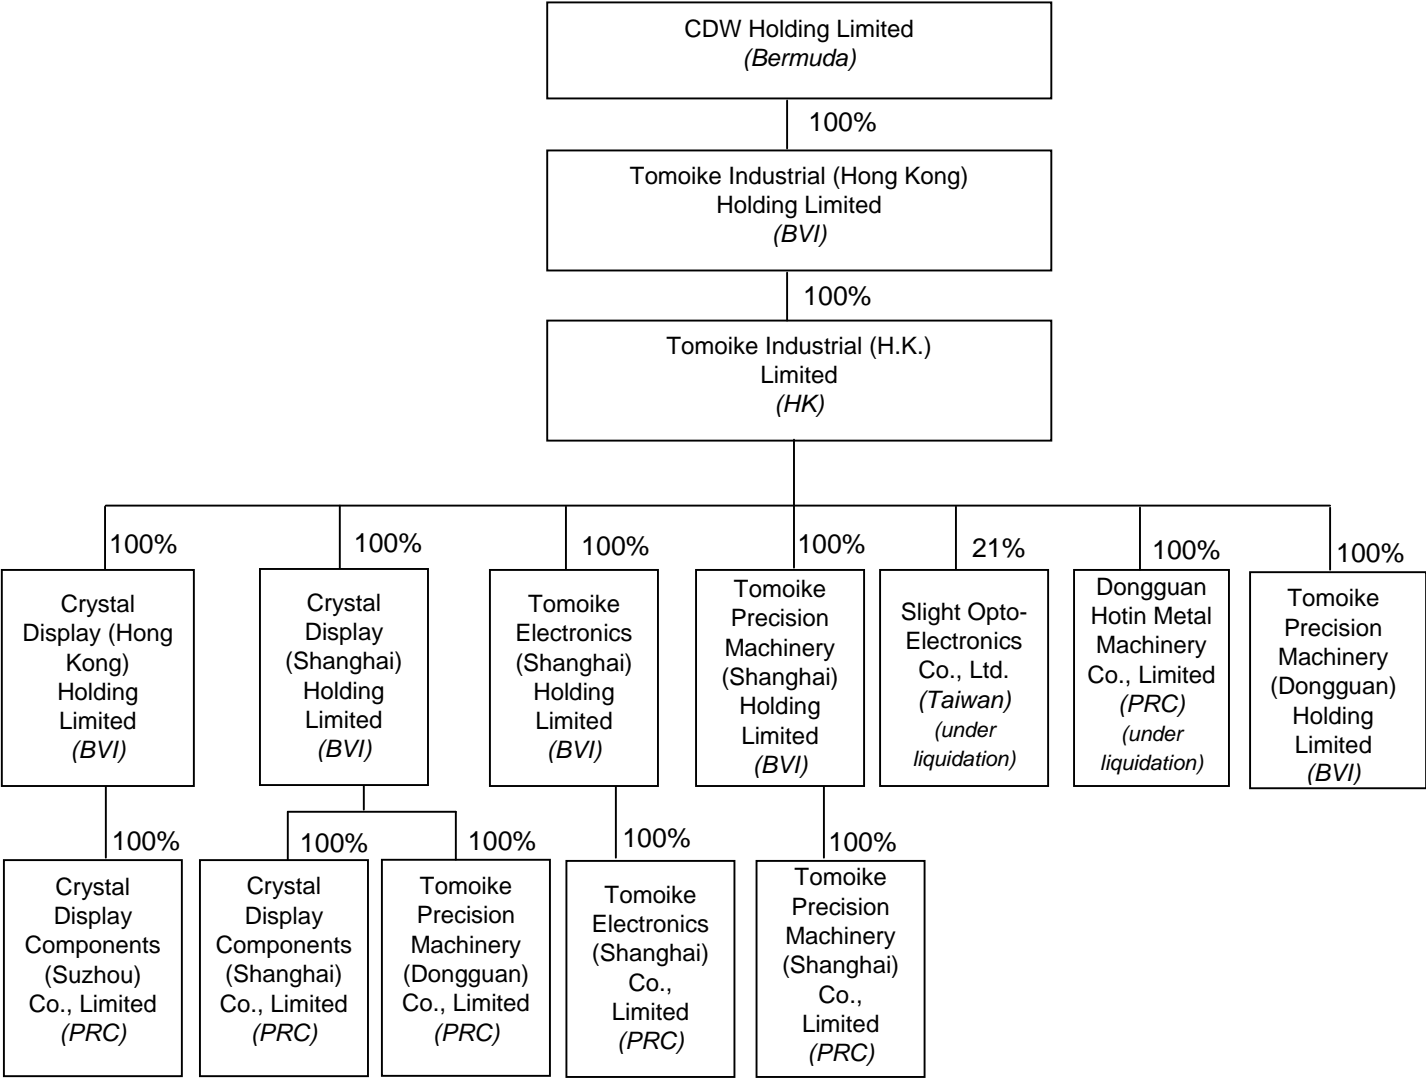 CDW Holding Limited
(Bermuda)
100%
Tomoike Industrial (Hong Kong)
Holding Limited
(BVI)
100%
Tomoike Industrial (H.K.)
Limited
(HK)
100%
100%
100%
100%
21%
100%
100%
Crystal
Display (Hong
Kong)
Holding
Limited
(BVI)
Crystal
Display
(Shanghai)
Holding
Limited
(BVI)
Tomoike
Electronics
(Shanghai)
Holding
Limited
(BVI)
Tomoike
Precision
Machinery
(Shanghai)
Holding
Limited
(BVI)
Slight Opto-
Electronics
Co., Ltd.
(Taiwan)
(under
liquidation)
Dongguan
Hotin Metal
Machinery
Co., Limited
(PRC)
(under
liquidation)
Tomoike
Precision
Machinery
(Dongguan)
Holding
Limited
(BVI)
100%
100%
100%
100%
100%
Crystal
Display
Components
(Suzhou)
Co., Limited
(PRC)
Crystal
Display
Components
(Shanghai)
Co., Limited
(PRC)
Tomoike
Precision
Machinery
(Dongguan)
Co., Limited
(PRC)
Tomoike
Electronics
(Shanghai)
Co.,
Limited
(PRC)
Tomoike
Precision
Machinery
(Shanghai)
Co.,
Limited
(PRC)